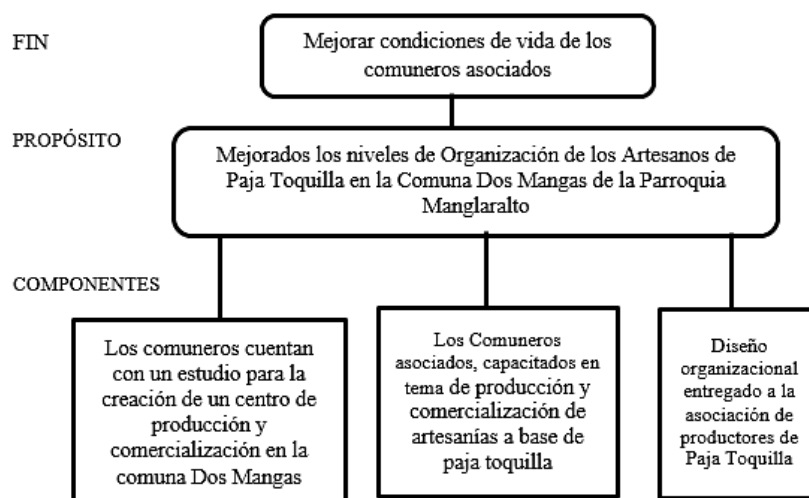 FIN
Mejorar condiciones de vida de los
comuneros asociados
PROPÓSITO
Mejorados los niveles de Organización de los Artesanos de
Paja Toquilla en la Comuna Dos Mangas de la Parroquia
Manglaralto
COMPONENTES
Los comuneros cuentan
con un estudio para la
creación de un centro de
producción y
comercialización en la
comuna Dos Mangas
Los Comuneros
asociados, capacitados en
tema de producción y
comercialización de
artesanías a base de
paja toquilla
Diseño
organizacional
entregado a la
asociación de
productores de
Paja Toquilla